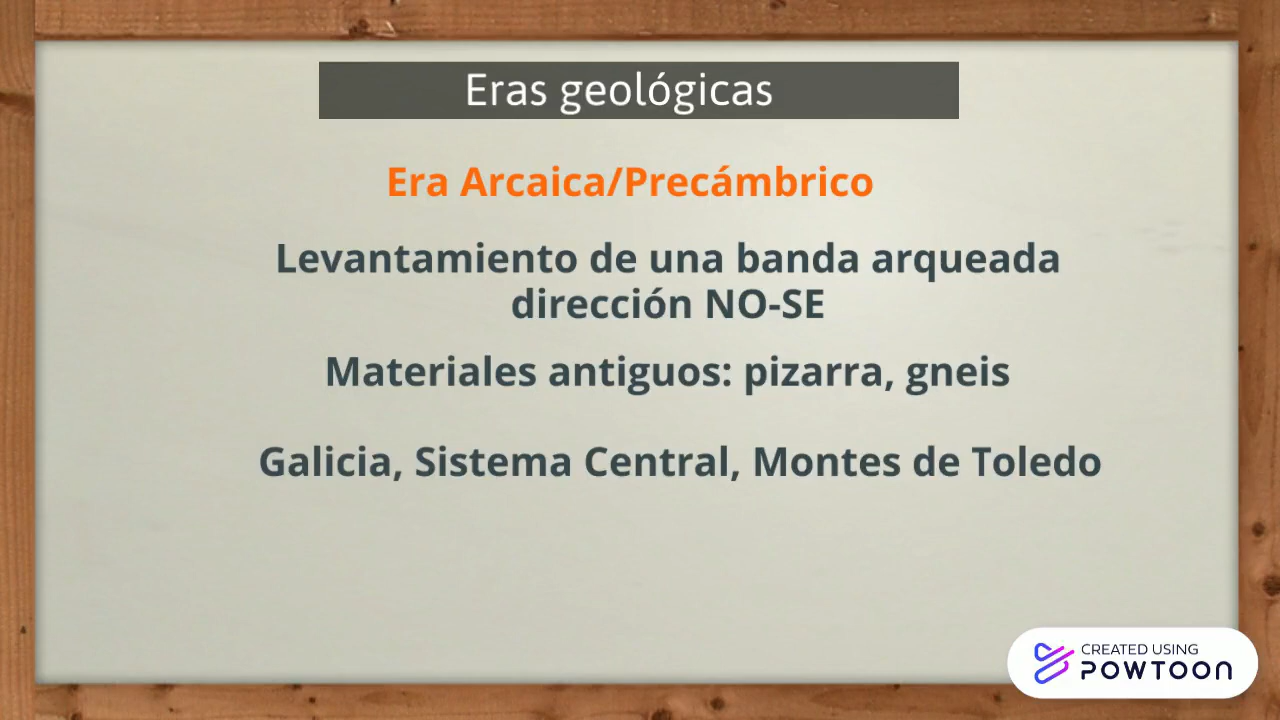 Eras geológicas
Era Arcaica/Precámbrico
Levantamiento de una banda arqueada
dirección NO-SE
Materiales antiguos: pizarra, gneis
Galicia, Sistema Central, Montes de Toledo
CREATED USING
POWTOON